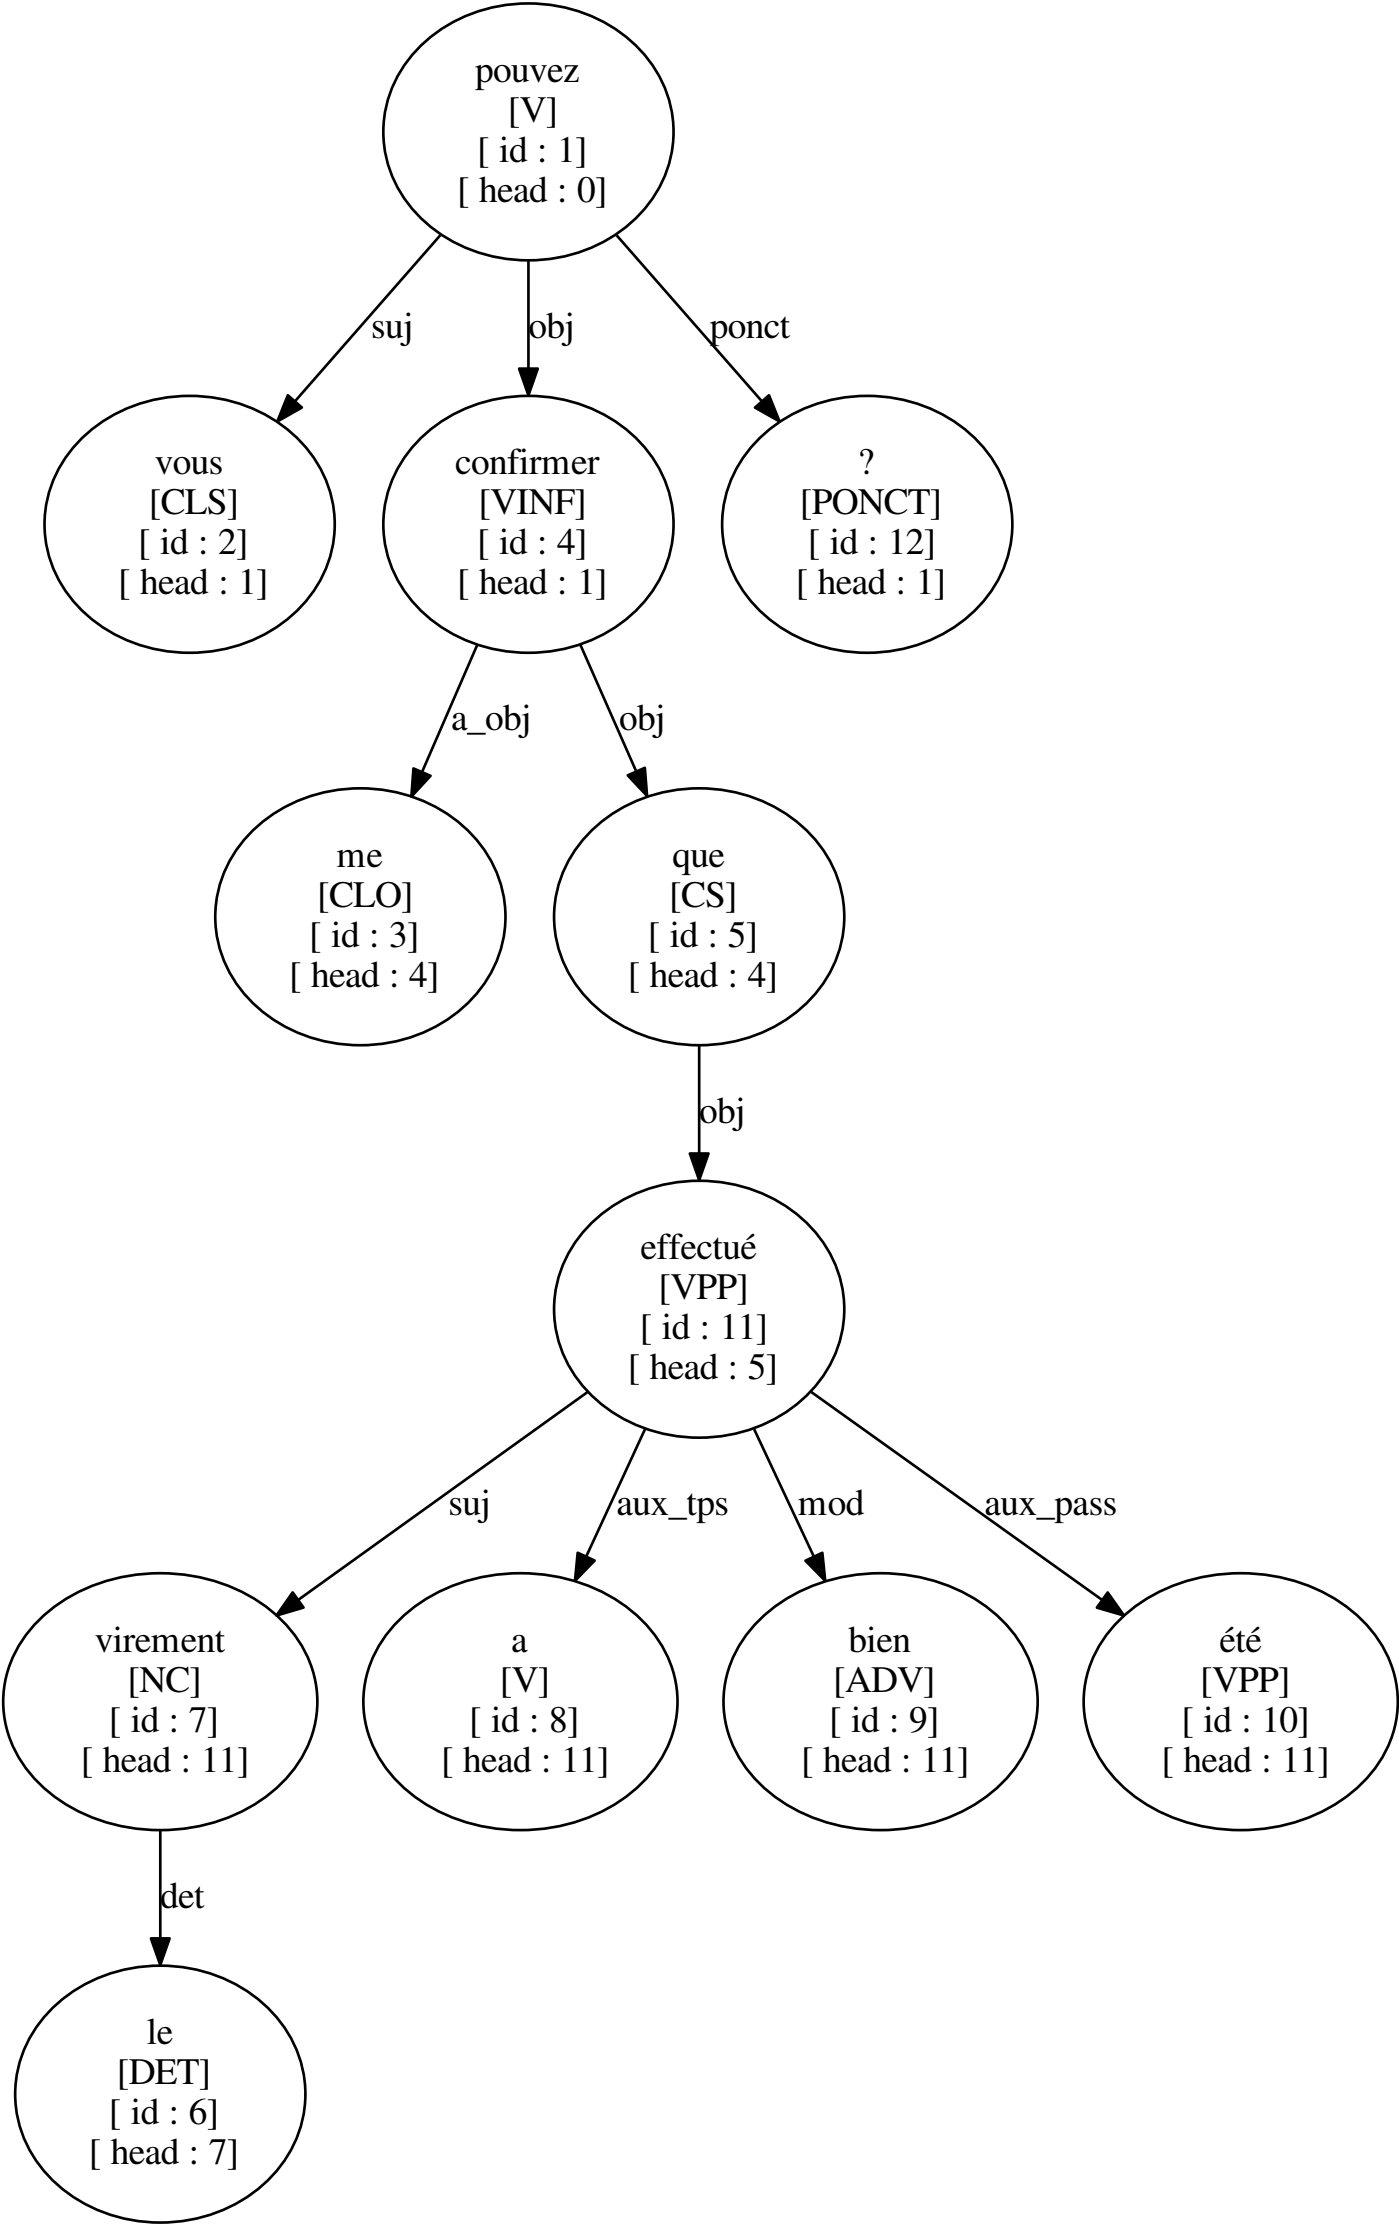 pouvez
[V]
[ id : 1]
[ head : 0]
suj
obj
ponct
vous
[CLS]
[ id : 2]
[ head : 1]
confirmer
[VINF]
[ id : 4]
[ head : 1]
?
[PONCT]
[ id : 12]
[ head : 1]
a_obj
obj
me
[CLO]
[ id : 3]
[ head : 4]
que
[CS]
[ id : 5]
[ head : 4]
obj
effectué
[VPP]
[ id : 11]
[ head : 5]
suj
aux_tps
mod
aux_pass
virement
[NC]
[ id : 7]
[ head : 11]
a
[V]
[ id : 8]
[ head : 11]
bien
[ADV]
[ id : 9]
[ head : 11]
été
[VPP]
[ id : 10]
[ head : 11]
det
le
[DET]
[ id : 6]
[ head : 7]